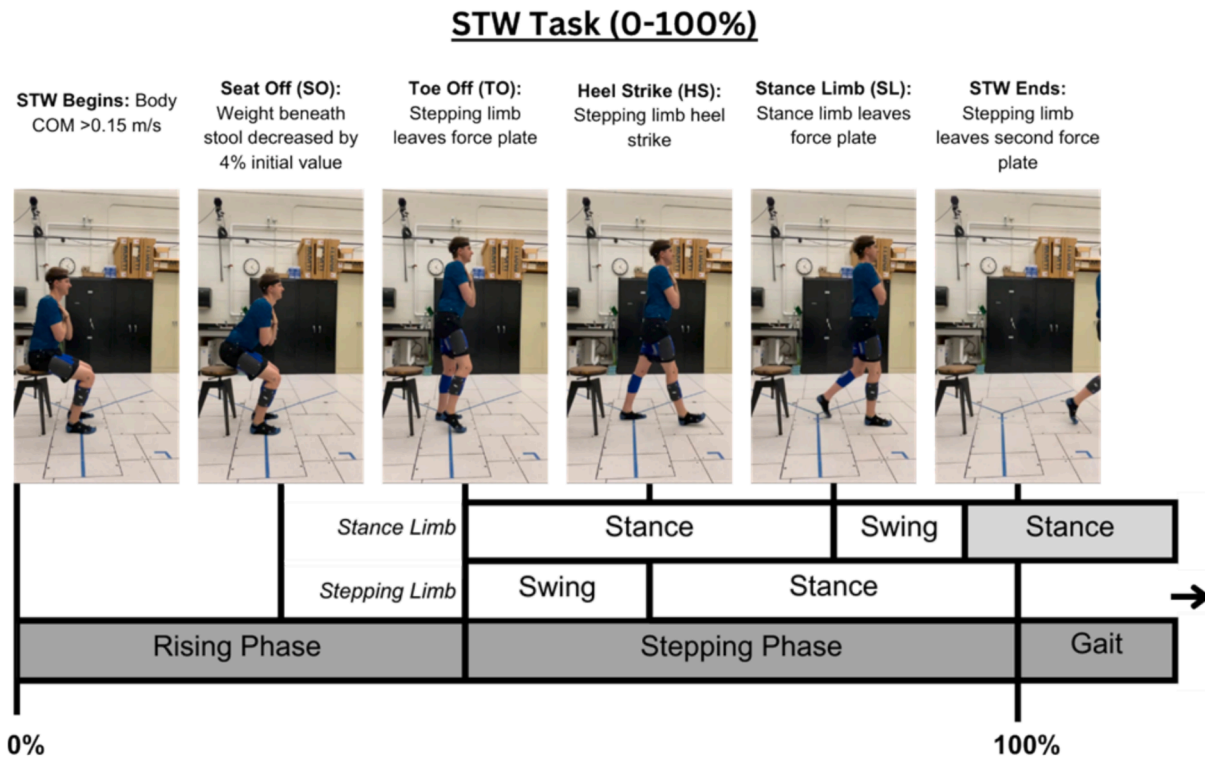 STW Task (0-100%)
STW Begins: Body
COM >0.15 m/s
Seat Off (SO):
Weight beneath
stool decreased by
4% initial value
Toe Off (TO):
Stepping limb
leaves force plate
Heel Strike (HS):
Stepping limb heel
strike
Stance Limb (SL):
Stance limb leaves
force plate
STW Ends:
Stepping limb
leaves second force
plate
Stance Limb
Stance
Swing
Stance
Stepping Limb
Swing
Stance
Rising Phase
Stepping Phase
Gait
0%
100%